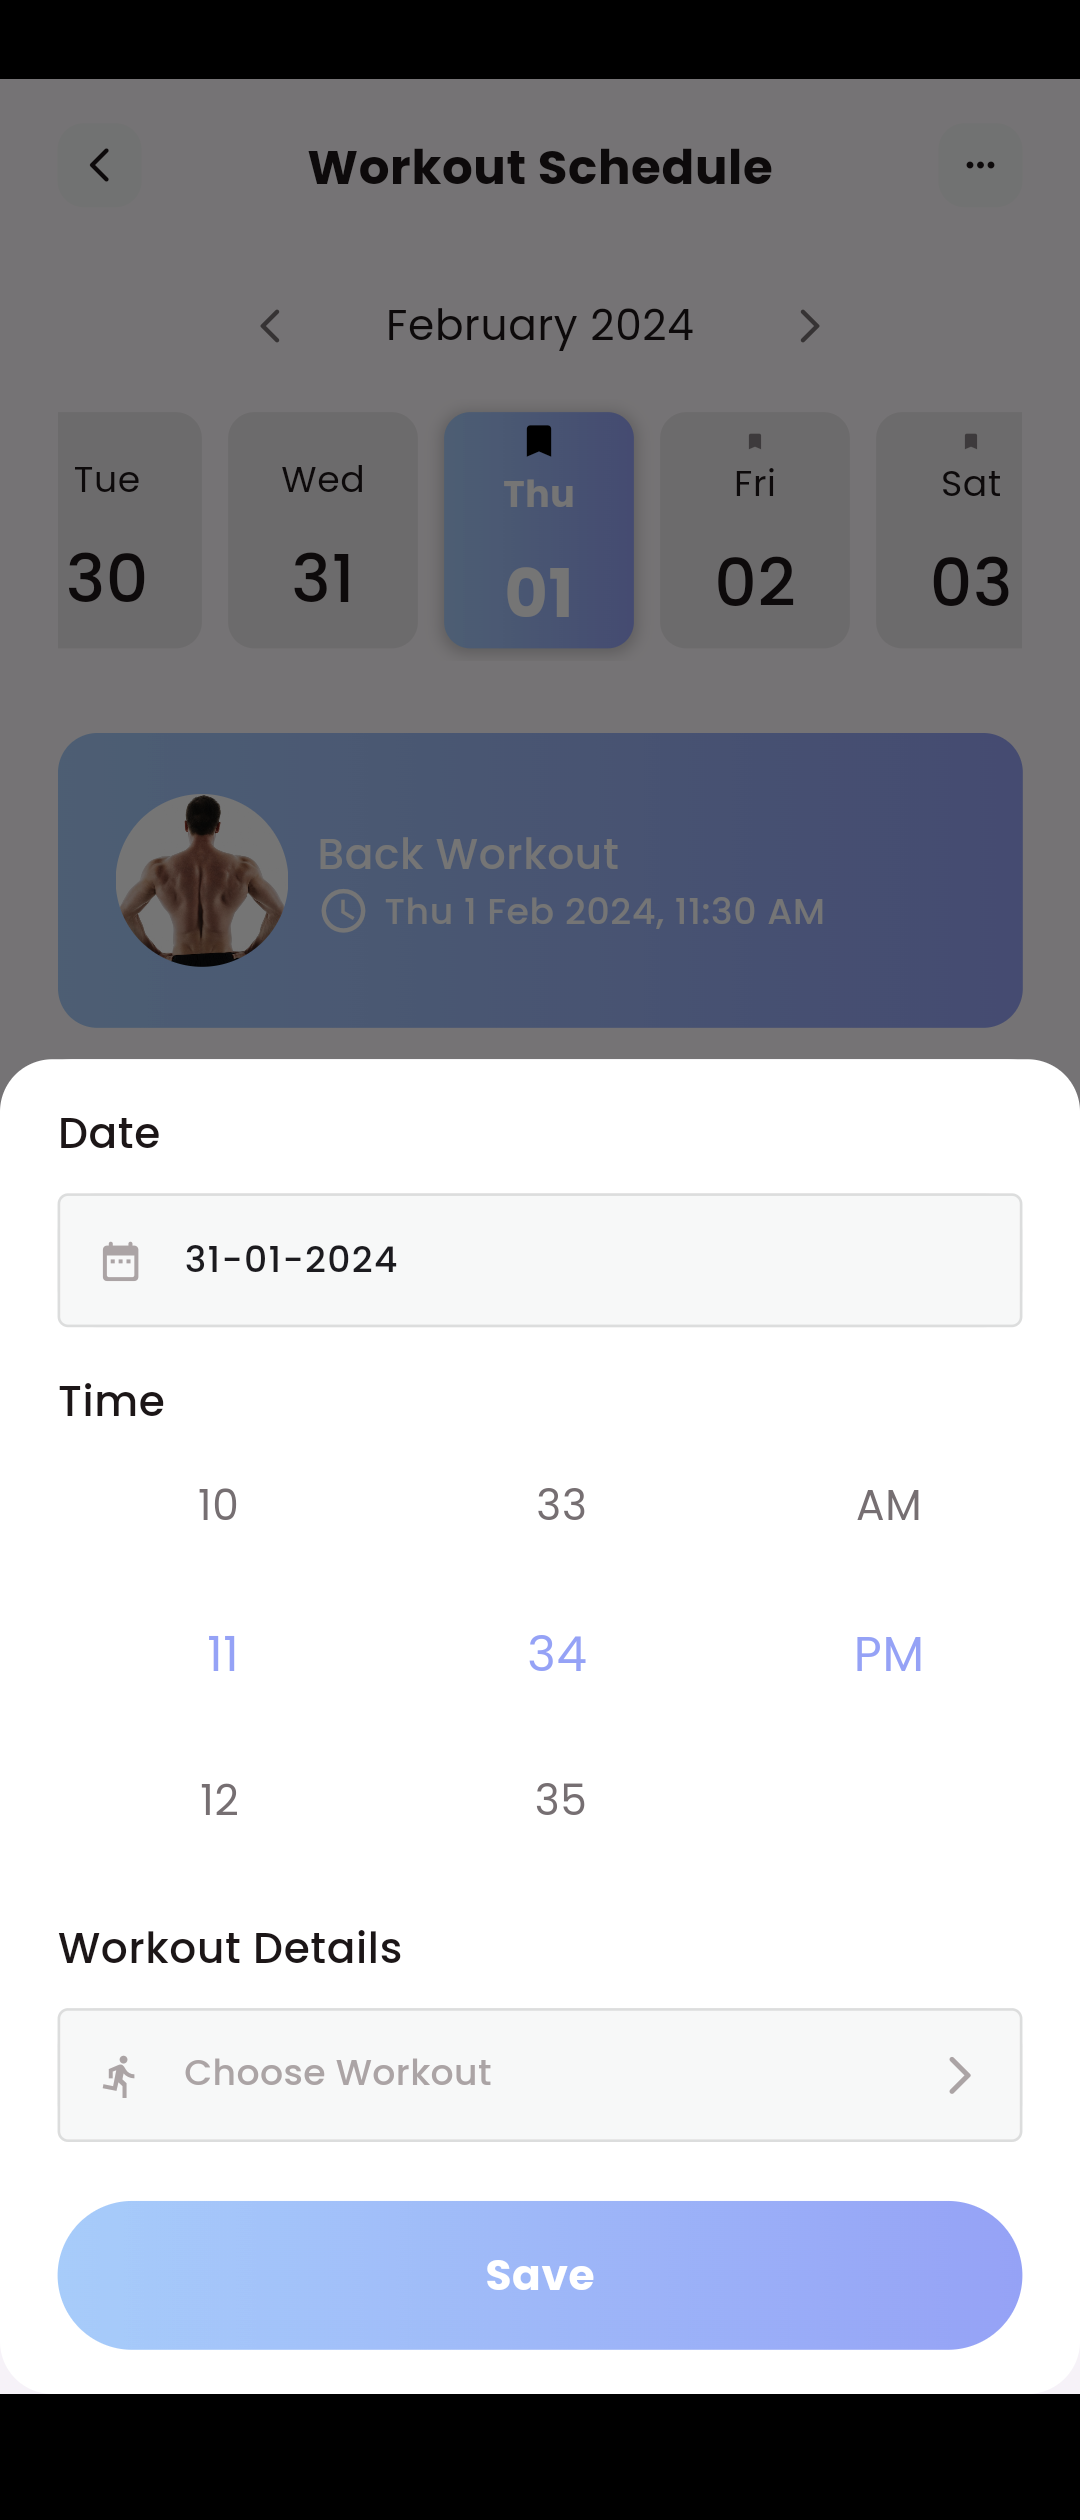 Workout Schedule
February 2024
Tue Wed Thu Fri Sat
30 31 01 02 03
Back Workout
Thu 1 Feb 2024, 11:30 AM
Date
31-01-2024
Time
10 33 AM
11 34 PM
12 35
Workout Details
Choose Workout
Save